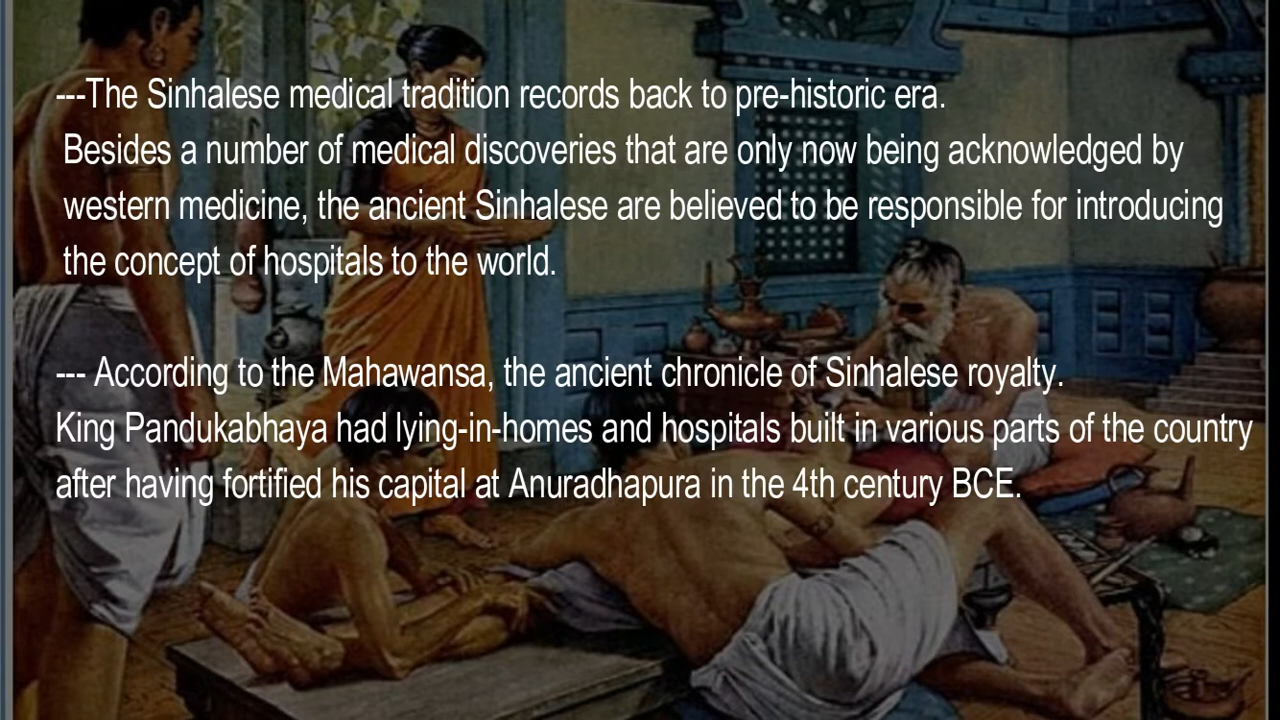 ---The Sinhalese medical tradition records back to pre-historic era.
Besides a number of medical discoveries that are only now being acknowledged by
western medicine, the ancient Sinhalese are believed to be responsible for introducing
the concept of hospitals to the world.
--- According to the Mahawansa, the ancient chronicle of Sinhalese royalty.
King Pandukabhaya had lying-in-homes and hospitals built in various parts of the country
after having fortified his capital at Anuradhapura in the 4th century BCE.